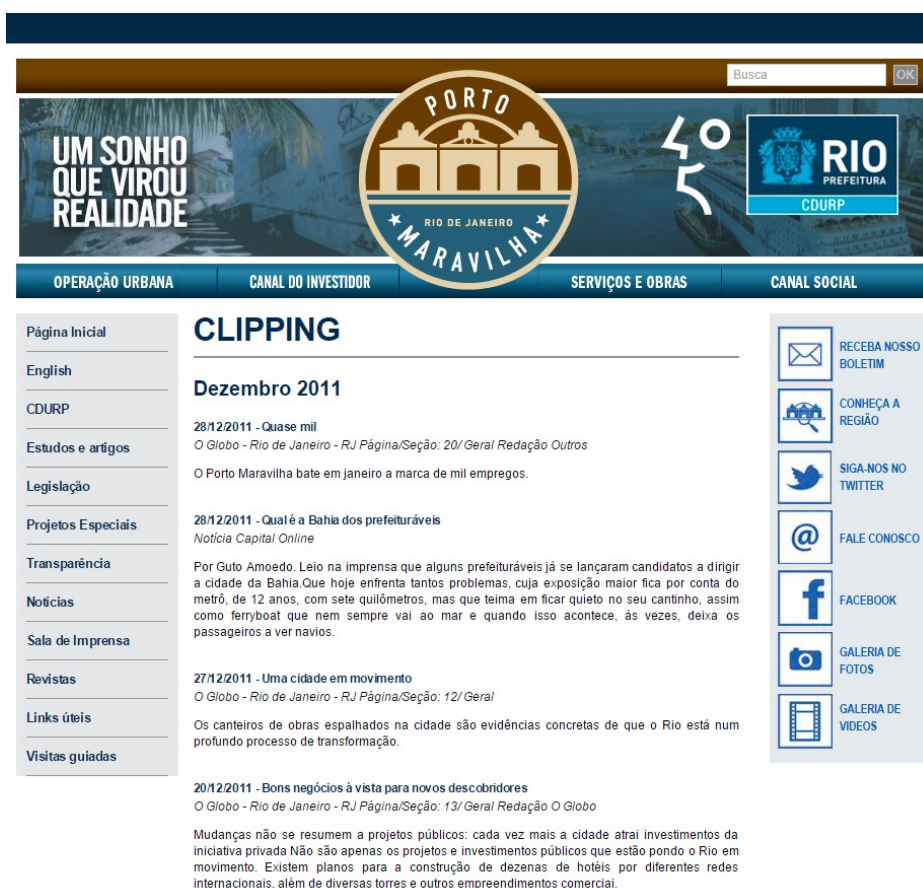 Busca
OK
UM SONHO
QUE VIROU
REALIDADE
PORTO
RIO DE JANEIRO
MARAVILHA
RIO
PREFEITURA
CDURP
OPERAÇÃO URBANA
CANAL DO INVESTIDOR
SERVIÇOS E OBRAS
CANAL SOCIAL
Página Inicial
English
CDURP
Estudos e artigos
Legislação
Projetos Especiais
Transparência
Notícias
Sala de Imprensa
Revistas
Links úteis
Visitas guiadas
CLIPPING
Dezembro 2011
28/12/2011 - Quase mil
O Globo - Rio de Janeiro - RJ Página/Seção: 20/ Geral Redação Outros
O Porto Maravilha bate em janeiro a marca de mil empregos.
28/12/2011 - Qual é a Bahia dos prefeituráveis
Notícia Capital Online
Por Guto Amoedo. Leio na imprensa que alguns prefeituráveis já se lançaram candidatos a dirigir
a cidade da Bahia.Que hoje enfrenta tantos problemas, cuja exposição maior fica por conta do
metrô, de 12 anos, com sete quilômetros, mas que teima em ficar quieto no seu cantinho, assim
como ferryboat que nem sempre vai ao mar e quando isso acontece, às vezes, deixa os
passageiros a ver navios.
27/12/2011 - Uma cidade em movimento
O Globo - Rio de Janeiro - RJ Página/Seção: 12/ Geral
Os canteiros de obras espalhados na cidade são evidências concretas de que o Rio está num
profundo processo de transformação.
20/12/2011 - Bons negócios à vista para novos descobridores
O Globo - Rio de Janeiro - RJ Página/Seção: 13/ Geral Redação O Globo
Mudanças não se resumem a projetos públicos: cada vez mais a cidade atrai investimentos da
iniciativa privada Não são apenas os projetos e investimentos públicos que estão pondo o Rio em
movimento. Existem planos para a construção de dezenas de hotéis por diferentes redes
internacionais, além de diversas torres e outros empreendimentos comerciai.
RECEBA NOSSO
BOLETIM
CONHEÇA A
REGIÃO
SIGA-NOS NO
TWITTER
FALE CONOSCO
FACEBOOK
GALERIA DE
FOTOS
GALERIA DE
VIDEOS